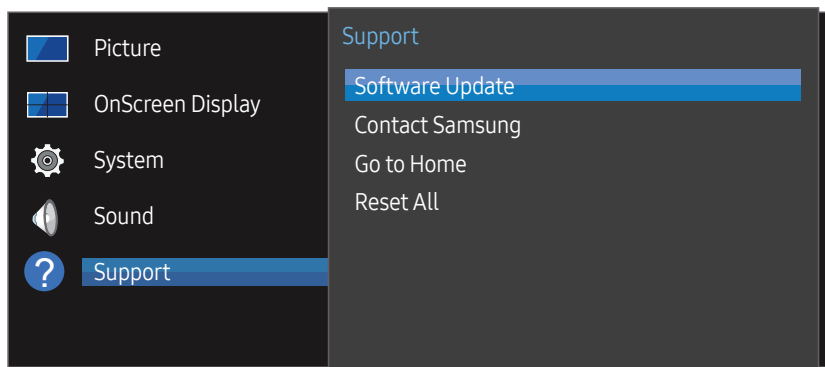 Picture
OnScreen Display
System
Sound
Support
Support
Software Update
Contact Samsung
Go to Home
Reset All